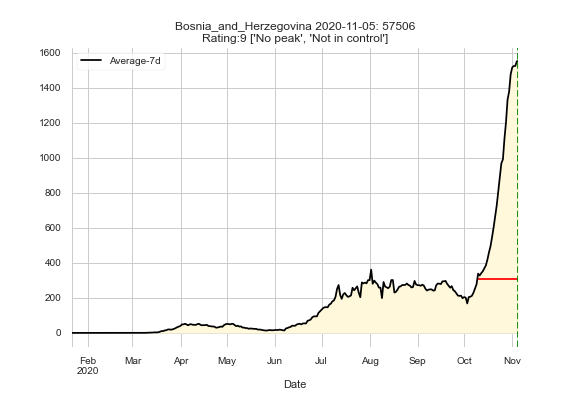 Bosnia_and_Herzegovina 2020-11-05: 57506
Rating:9 ['No peak', 'Not in control']
Average-7d
1600
1400
1200
1000
800
600
400
200
0
Feb Mar Apr May Jun Jul Aug Sep Oct Nov
2020
Date